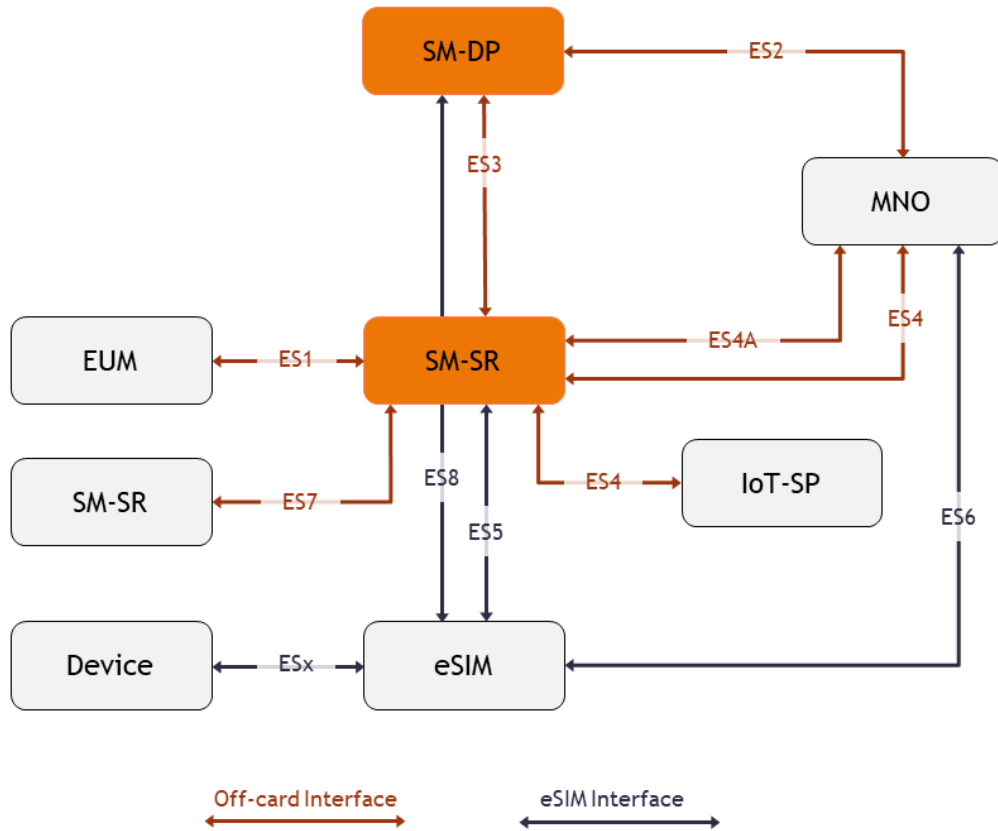 SM-DP
ES2
ES3
MNO
EUM
ES1
SM-SR
ES4A
ES4
SM-SR
ES7
ES8
ES5
ES4
IoT-SP
ES6
Device
ESx
eSIM
Off-card Interface
eSIM Interface